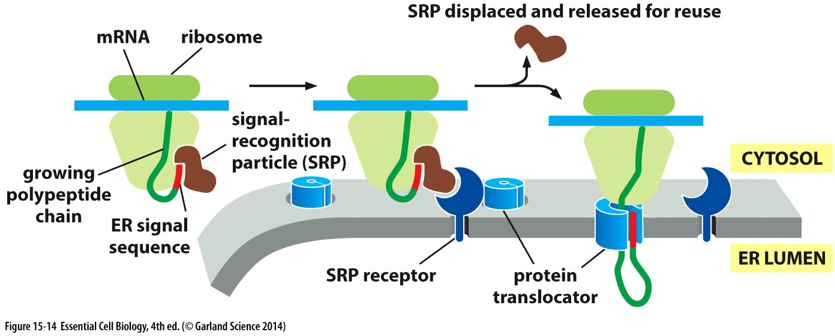 SRP displaced and released for reuse
mRNA
ribosome
signal-
recognition
particle (SRP)
growing
polypeptide
chain
ER signal
sequence
CYTOSOL
ER LUMEN
SRP receptor
protein
translocator
Figure 15-14 Essential Cell Biology, 4th ed. (© Garland Science 2014)